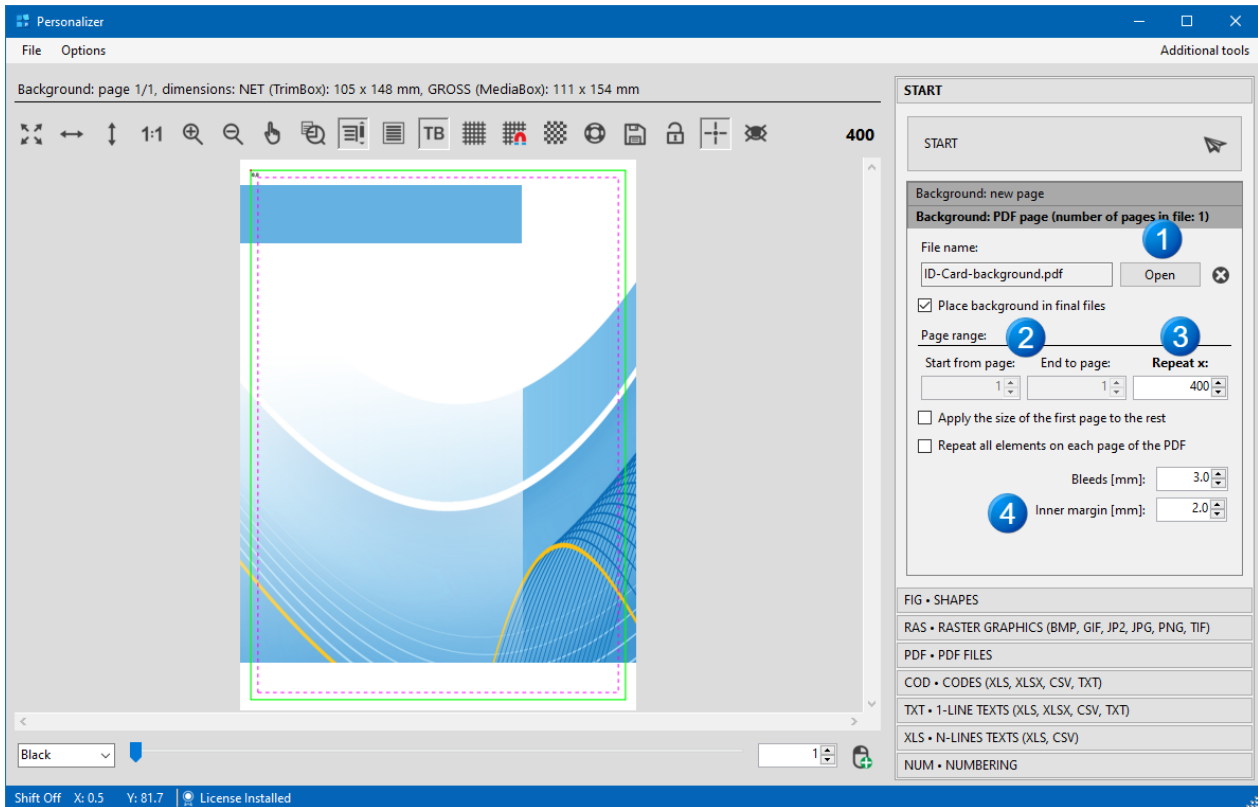 Personalizer
File Options Additional tools
Background: page 1/1, dimensions: NET (TrimBox): 105 x 148 mm, GROSS (MediaBox): 111 x 154 mm
1:1 TB 400
START
START
Background: new page
Background: PDF page (number of pages in file: 1)
1
File name:
ID-Card-background.pdf Open
Place background in final files
Page range: 2 3
Start from page: End to page: Repeat x:
1 1 400
Apply the size of the first page to the rest
Repeat all elements on each page of the PDF
Bleeds [mm]: 3.0
4 Inner margin [mm]: 2.0
FIG • SHAPES
RAS • RASTER GRAPHICS (BMP, GIF, JP2, JPG, PNG, TIF)
PDF • PDF FILES
COD • CODES (XLS, XLSX, CSV, TXT)
TXT • 1-LINE TEXTS (XLS, XLSX, CSV, TXT)
XLS • N-LINES TEXTS (XLS, CSV)
NUM • NUMBERING
Black 1
Shift Off X: 0.5 Y: 81.7 License Installed